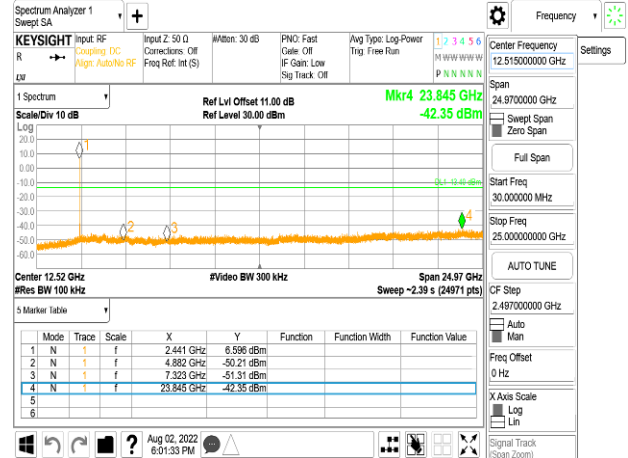 Spectrum Analyzer 1
Swept SA
Frequency
Settings
KEYSIGHT
R
Input: RF
Coupling: DC
Align: Auto/No RF
Input Z: 50 Ω
Corrections: Off
Freq Ref: Int (S)
#Atten: 30 dB
PNO: Fast
Gate: Off
IF Gain: Low
Sig Track: Off
Avg Type: Log-Power
Trig: Free Run
1 2 3 4 5 6
M W W W W W
P N N N N N
1 Spectrum
Scale/Div 10 dB
Ref Lvl Offset 11.00 dB
Ref Level 30.00 dBm
Mkr4 23.845 GHz
-42.35 dBm
Log
20.0
10.0
0.00
-10.0
-20.0
-30.0
-40.0
-50.0
-60.0
1
2
3
4
Center 12.52 GHz
#Res BW 100 kHz
#Video BW 300 kHz
Span 24.97 GHz
Sweep ~2.39 s (24971 pts)
5 Marker Table
Mode Trace Scale X Y Function Function Width Function Value
1 N 1 f 2.441 GHz 6.596 dBm
2 N 1 f 4.882 GHz -50.21 dBm
3 N 1 f 7.323 GHz -51.31 dBm
4 N 1 f 23.845 GHz -42.35 dBm
5
6
Aug 02, 2022
6:01:33 PM
Center Frequency
12.515000000 GHz
Span
24.9700000 GHz
Swept Span
Zero Span
Full Span
Start Freq
30.000000 MHz
Stop Freq
25.000000000 GHz
AUTO TUNE
CF Step
2.497000000 GHz
Auto
Man
Freq Offset
0 Hz
X Axis Scale
Log
Lin
Signal Track
(Span Zoom)